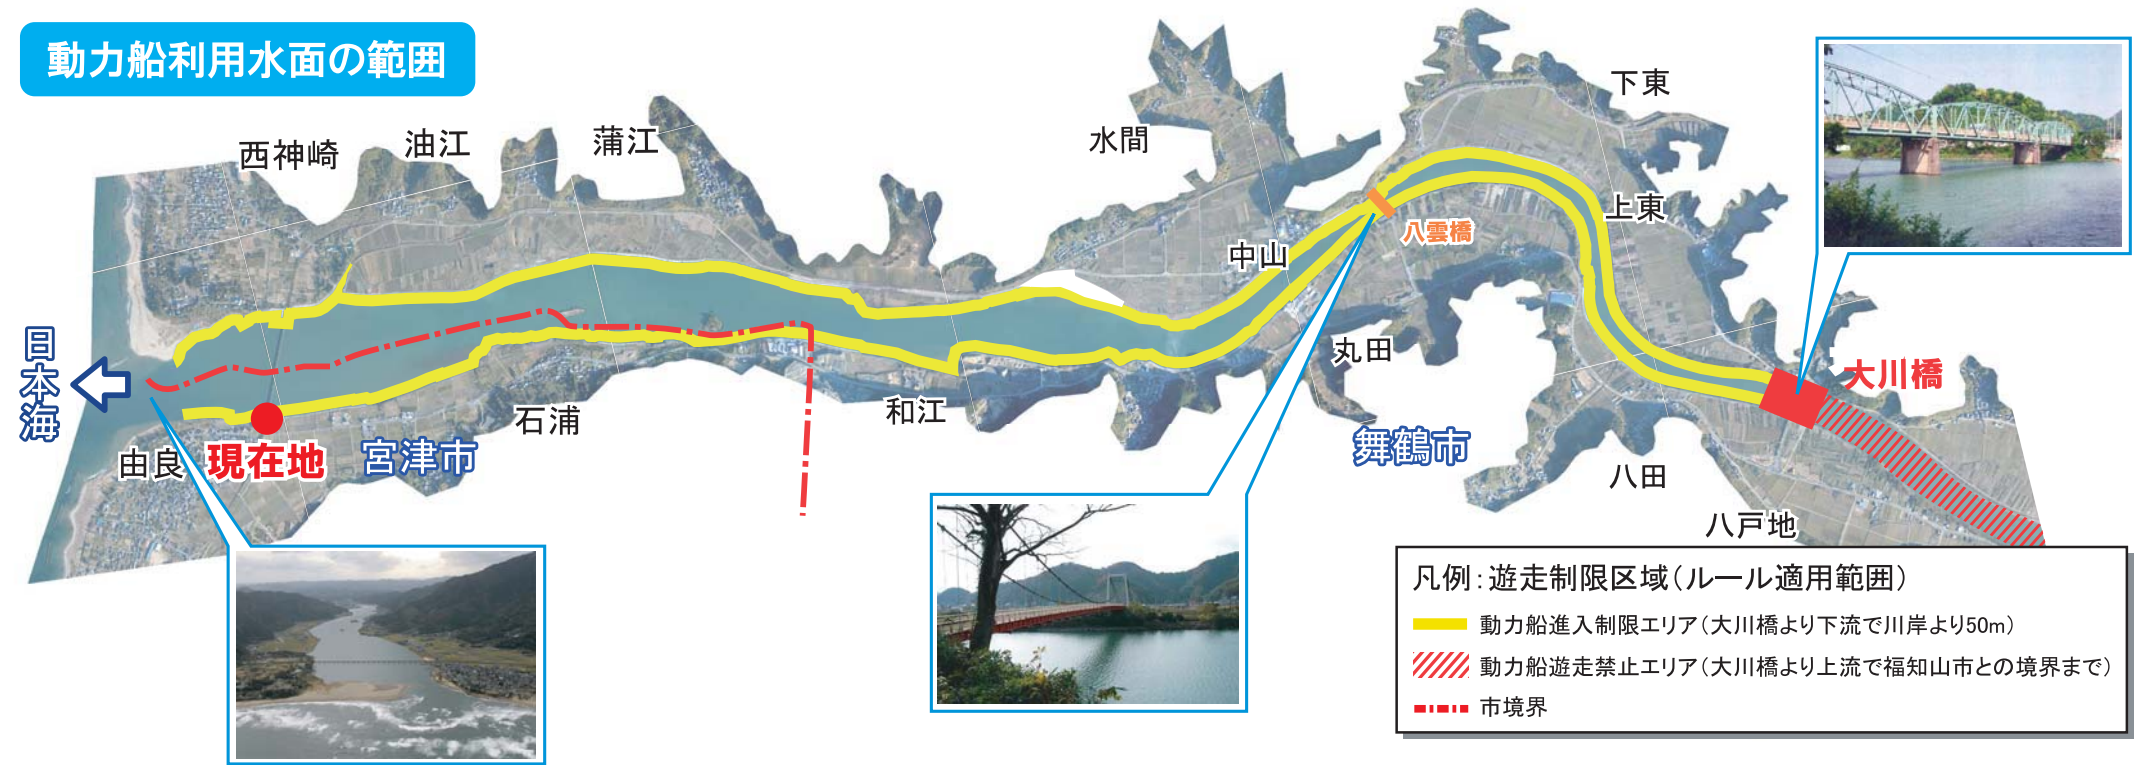 動力船利用水面の範囲
西神崎
油江
蒲江
水間
下東
上東
中山
八雲橋
丸田
大川橋
日本海
由良
現在地
宮津市
石浦
和江
舞鶴市
八田
八戸地
凡例：遊走制限区域（ルール適用範囲）
動力船進入制限エリア（大川橋より下流で川岸より50m）
動力船遊走禁止エリア（大川橋より上流で福知山市との境界まで）
市境界